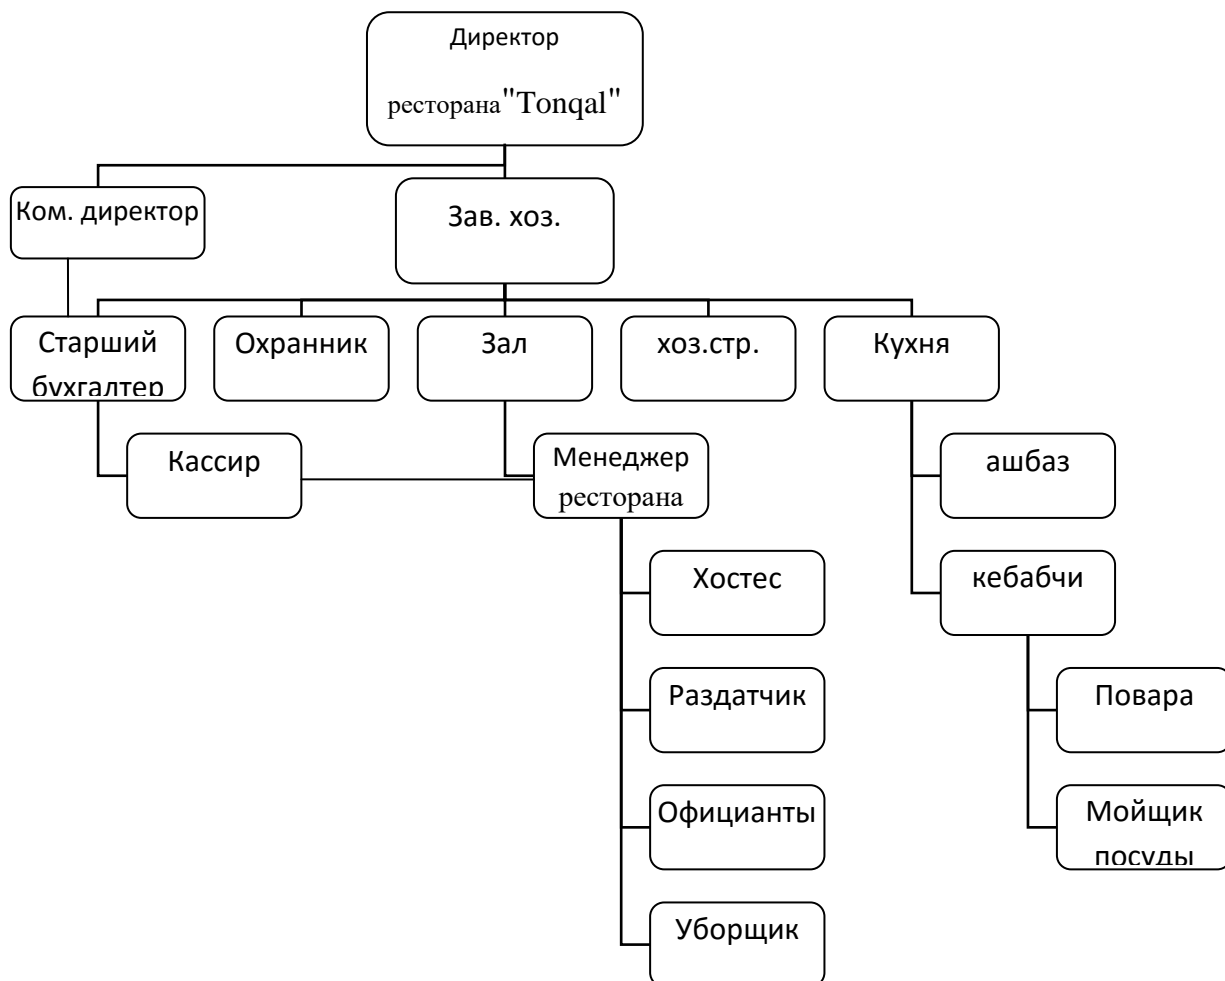 Директор
ресторана"Tonqal"
Ком. директор
Зав. хоз.
Старший
бухгалтер
Охранник
Зал
хоз.стр.
Кухня
Кассир
Менеджер
ресторана
ашбаз
Хостес
кебабчи
Раздатчик
Повара
Официанты
Мойщик
посуды
Уборщик